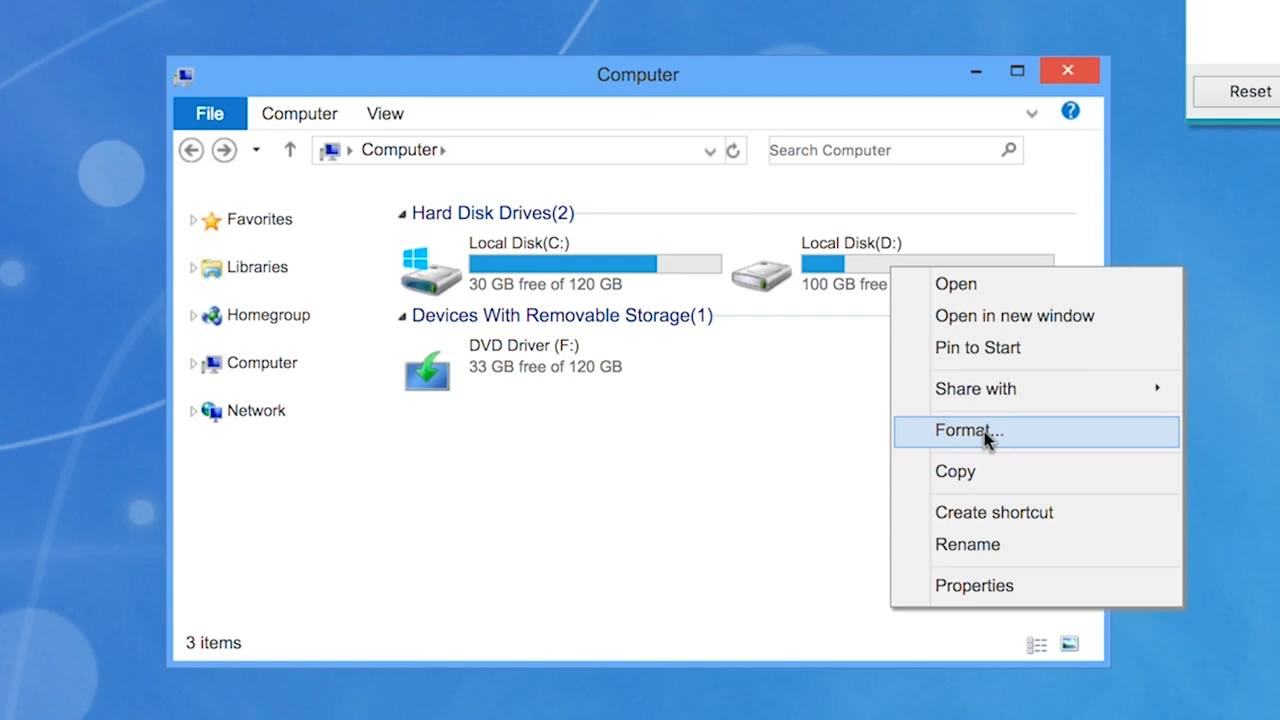 Computer
Reset
File
Computer
View
Computer
Search Computer
Favorites
Libraries
Homegroup
Computer
Network
Hard Disk Drives(2)
Local Disk(C:)
30 GB free of 120 GB
Local Disk(D:)
100 GB free
Devices With Removable Storage(1)
DVD Driver (F:)
33 GB free of 120 GB
Open
Open in new window
Pin to Start
Share with
Format...
Copy
Create shortcut
Rename
Properties
3 items